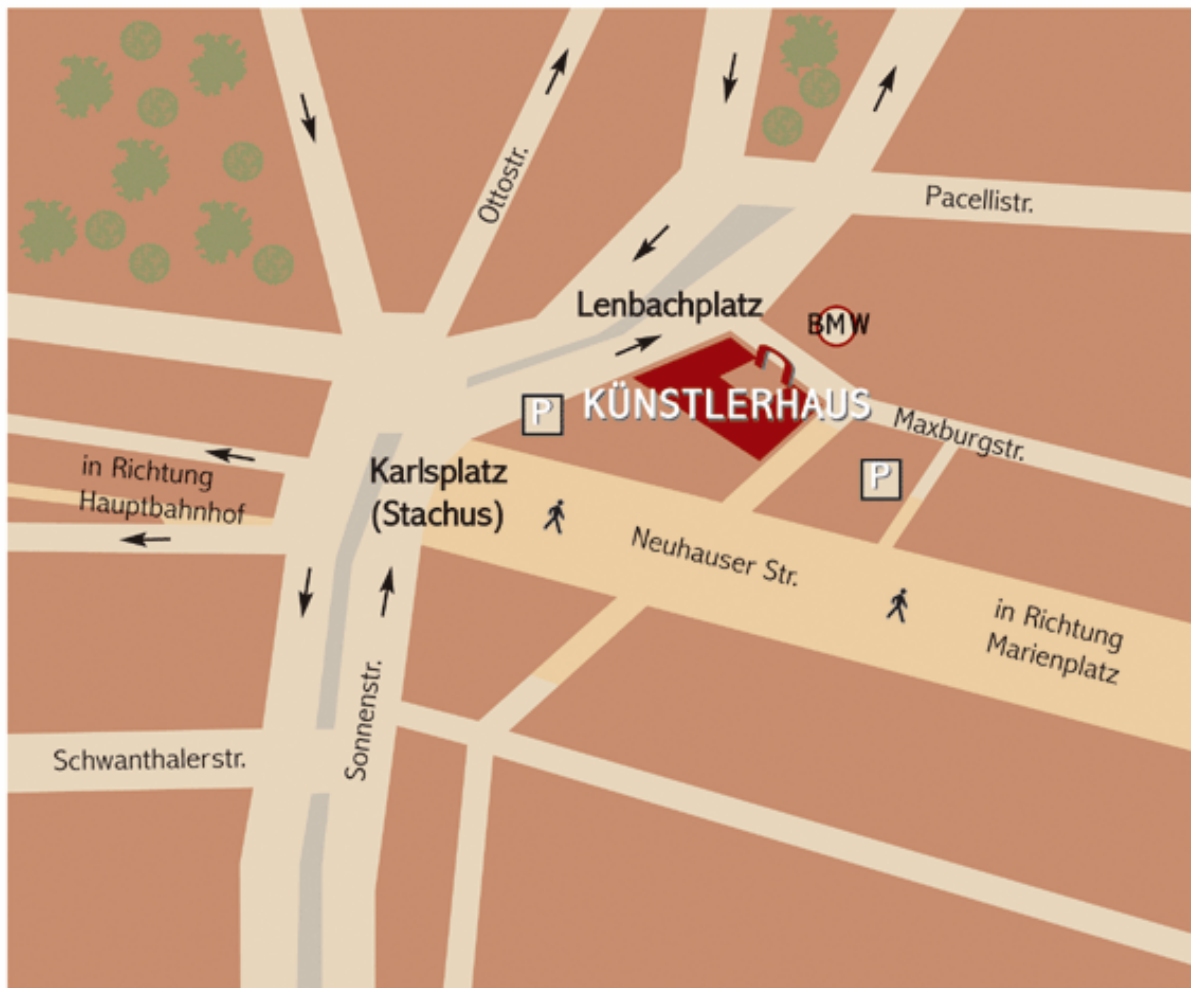 Ottostr.
Pacellistr.
Lenbachplatz
BMW
P
KÜNSTLERHAUS
Maxburgstr.
in Richtung
Hauptbahnhof
Karlsplatz
(Stachus)
P
Neuhauser Str.
in Richtung
Marienplatz
Sonnenstr.
Schwanthalerstr.